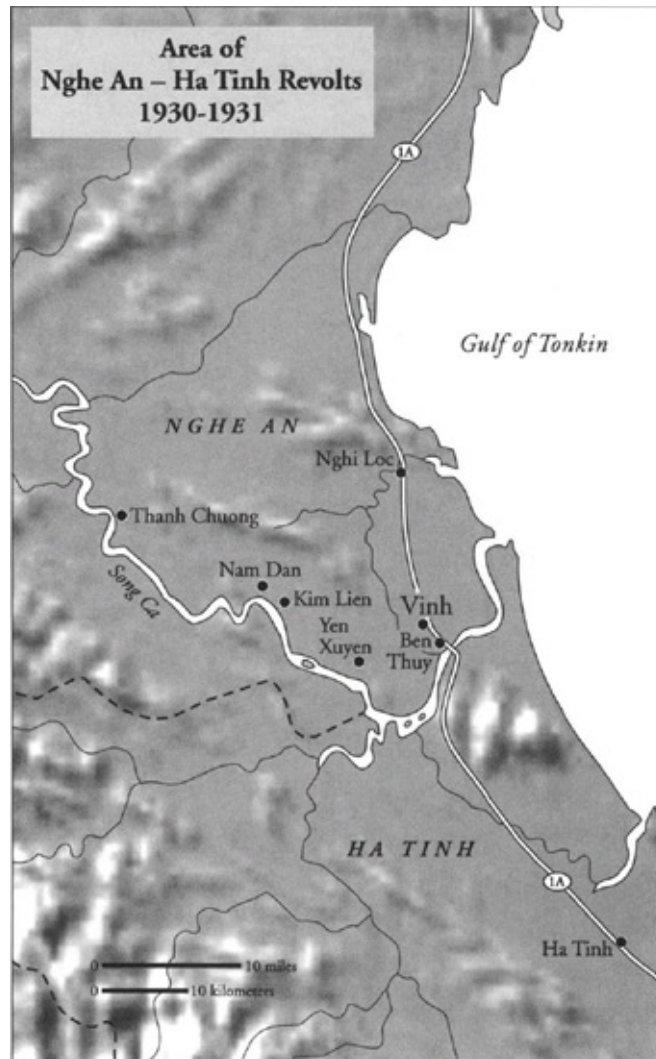 Area of
Nghe An – Ha Tinh Revolts
1930-1931
1A
Gulf of Tonkin
NGHE AN
Nghi Loc
Thanh Chuong
Song Ca
Nam Dan
Kim Lien
Vinh
Yen
Xuyen
Ben
Thuy
HA TINH
1A
Ha Tinh
0 10 miles
0 10 kilometres